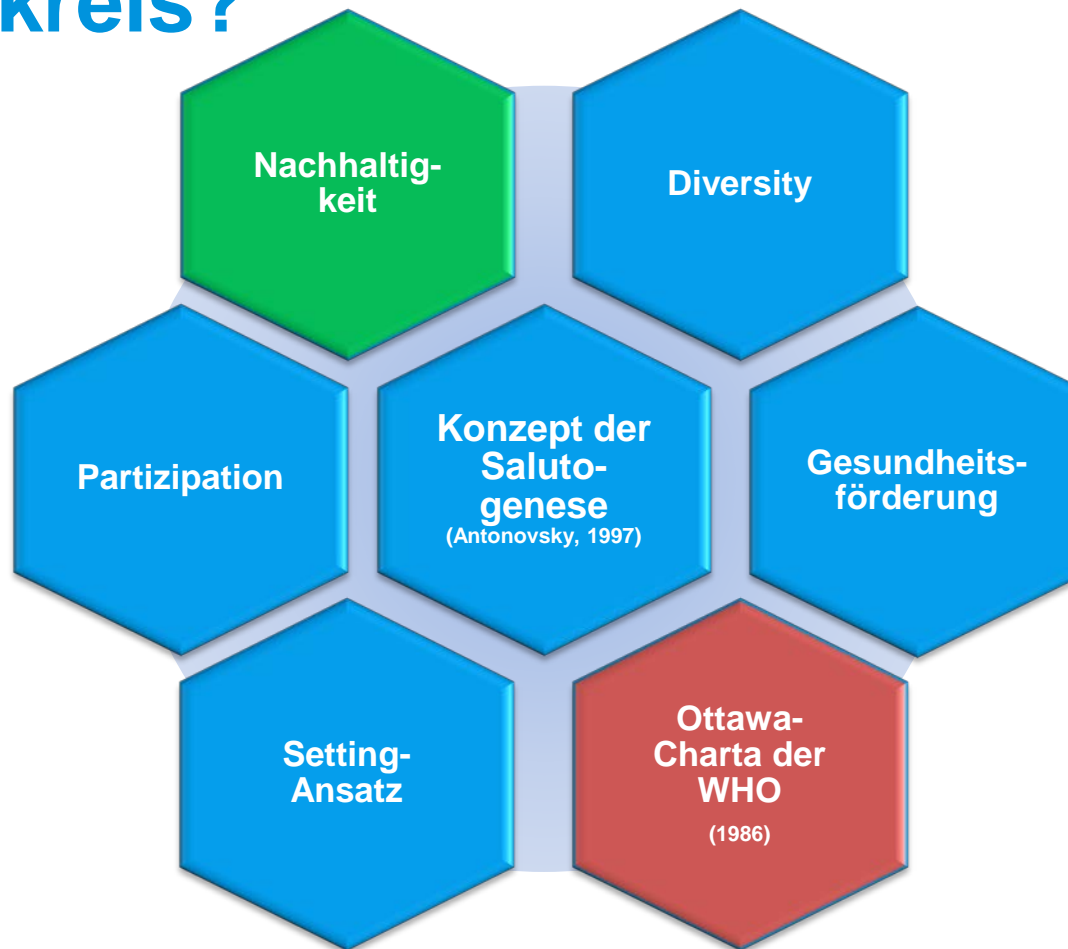 kreis?
Nachhaltig-
keit
Diversity
Partizipation
Konzept der
Saluto-
genese
(Antonovsky, 1997)
Gesundheits-
förderung
Setting-
Ansatz
Ottawa-
Charta der
WHO
(1986)